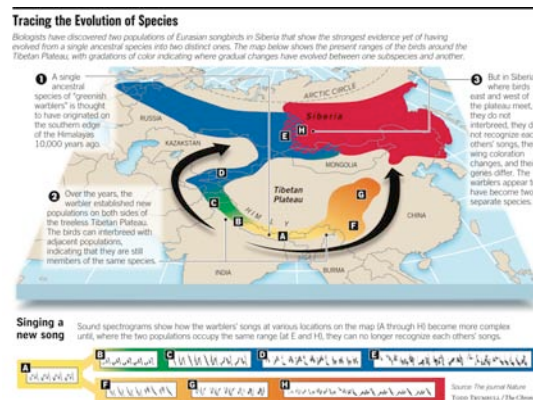 Tracing the Evolution of Species
Biologists have discovered two populations of Eurasian songbirds in Siberia that show the strongest evidence yet of having
evolved from a single ancestral species into two distinct ones. The map below shows the present ranges of the birds around the
Tibetan Plateau, with gradations of color indicating where gradual changes have evolved between one subspecies and another.
1 A single
ancestral
species of "greenish
warblers" is thought
to have originated on
the southern edge
of the Himalayas
10,000 years ago.
2 Over the years, the
warbler established new
populations on both sides of
the treeless Tibetan Plateau.
The birds can interbreed with
adjacent populations,
indicating that they are still
members of the same species.
3 But in Siberia,
where birds
east and west of
the plateau meet,
they do not
interbreed, they do
not recognize each
others' songs, their
wing coloration
changes, and their
genes differ. The
warblers appear to
have become two
separate species.
ARCTIC CIRCLE
RUSSIA
Siberia
E
H
KAZAKSTAN
MONGOLIA
D
Tibetan
Plateau
C
G
B
HIMLY
F
CHINA
A
INDIA
BURMA
Singing a
new song
Sound spectrograms show how the warblers' songs at various locations on the map (A through H) become more complex
until, where the two populations occupy the same range (at E and H), they can no longer recognize each others' songs.
A
B
C
D
E
F
G
H
Source: The journal Nature